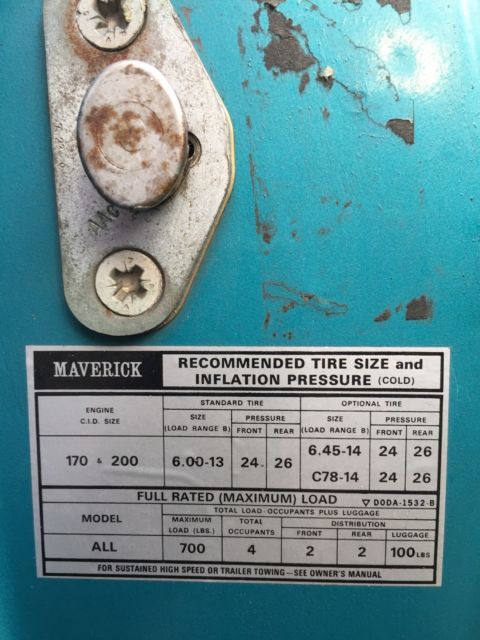 MAVERICK
RECOMMENDED TIRE SIZE and
INFLATION PRESSURE (COLD)
ENGINE
C.I.D. SIZE
STANDARD TIRE
OPTIONAL TIRE
SIZE
(LOAD RANGE B)
PRESSURE
FRONT REAR
SIZE
(LOAD RANGE B)
PRESSURE
FRONT REAR
170 & 200
6.00-13 24 26
6.45-14 24 26
C78-14 24 26
FULL RATED (MAXIMUM) LOAD ▽ D0DA-1532-B
MODEL
TOTAL LOAD-OCCUPANTS PLUS LUGGAGE
MAXIMUM
LOAD (LBS.)
TOTAL
OCCUPANTS
DISTRIBUTION
FRONT REAR LUGGAGE
ALL 700 4 2 2 100LBS
FOR SUSTAINED HIGH SPEED OR TRAILER TOWING—SEE OWNER'S MANUAL